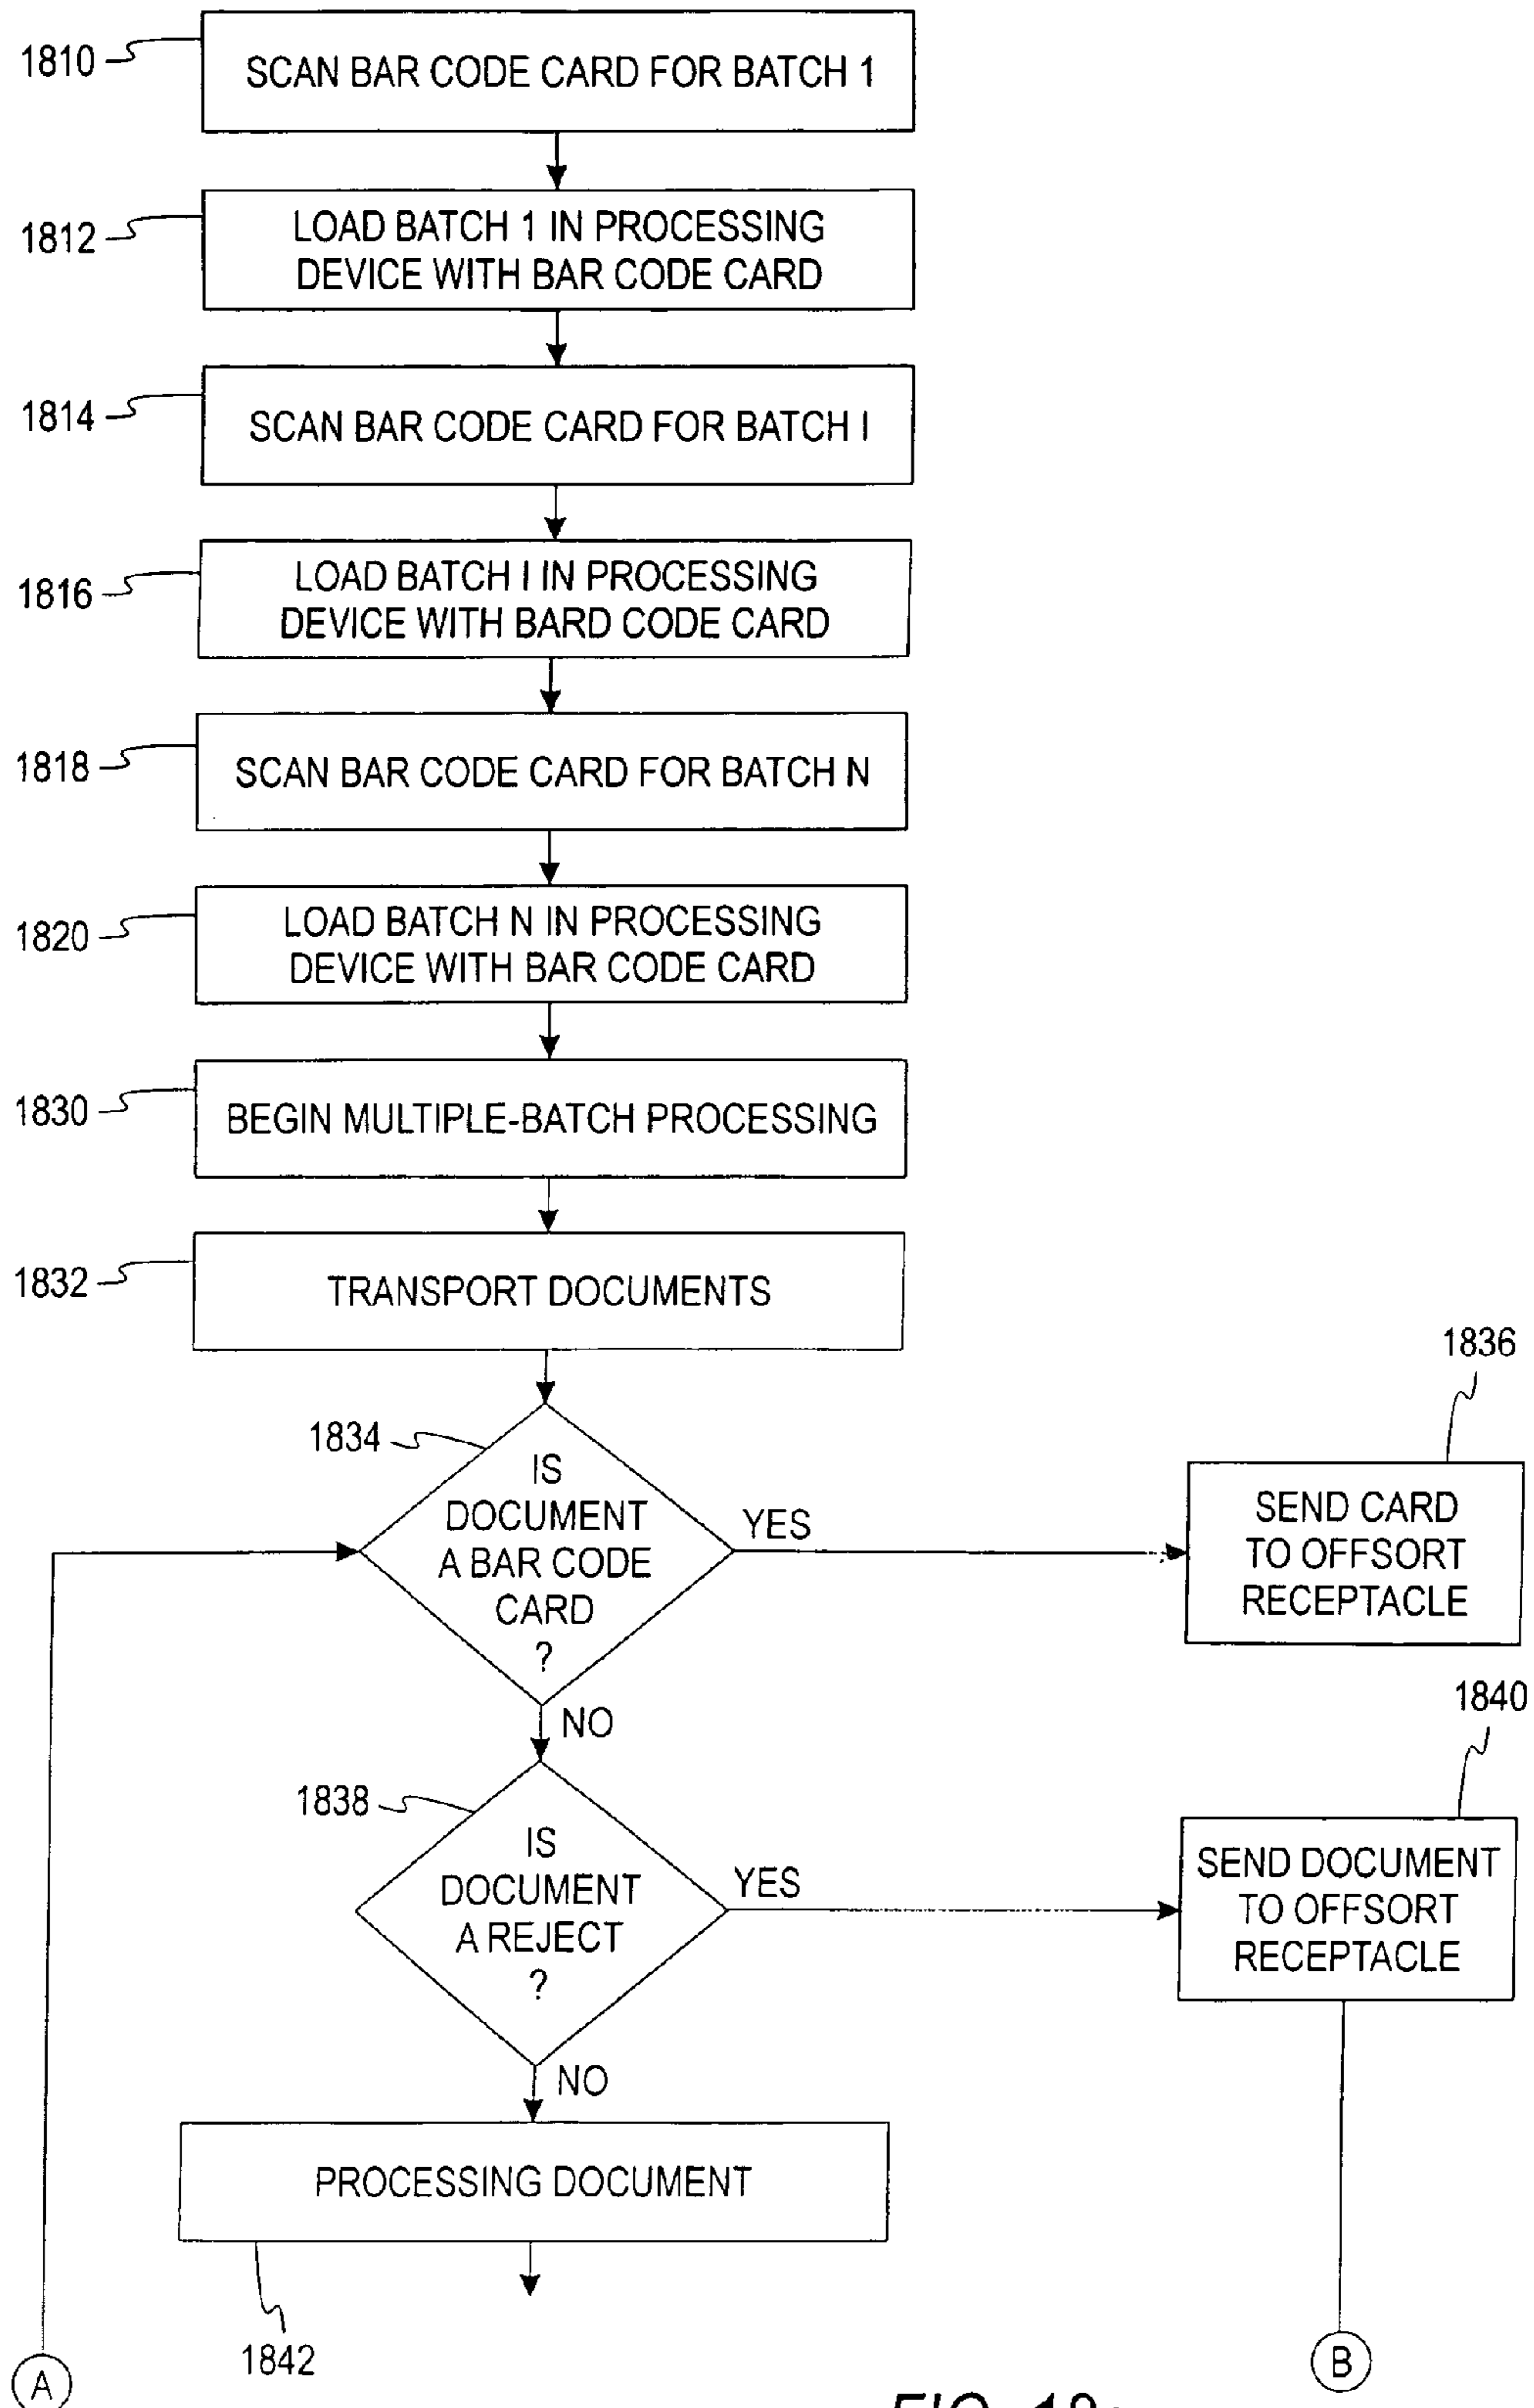 1810
SCAN BAR CODE CARD FOR BATCH 1
1812
LOAD BATCH 1 IN PROCESSING
DEVICE WITH BAR CODE CARD
1814
SCAN BAR CODE CARD FOR BATCH I
1816
LOAD BATCH I IN PROCESSING
DEVICE WITH BARD CODE CARD
1818
SCAN BAR CODE CARD FOR BATCH N
1820
LOAD BATCH N IN PROCESSING
DEVICE WITH BAR CODE CARD
1830
BEGIN MULTIPLE-BATCH PROCESSING
1832
TRANSPORT DOCUMENTS
1834
IS
DOCUMENT
A BAR CODE
CARD
?
YES
1836
SEND CARD
TO OFFSORT
RECEPTACLE
NO
1838
IS
DOCUMENT
A REJECT
?
YES
1840
SEND DOCUMENT
TO OFFSORT
RECEPTACLE
NO
PROCESSING DOCUMENT
1842
A
B